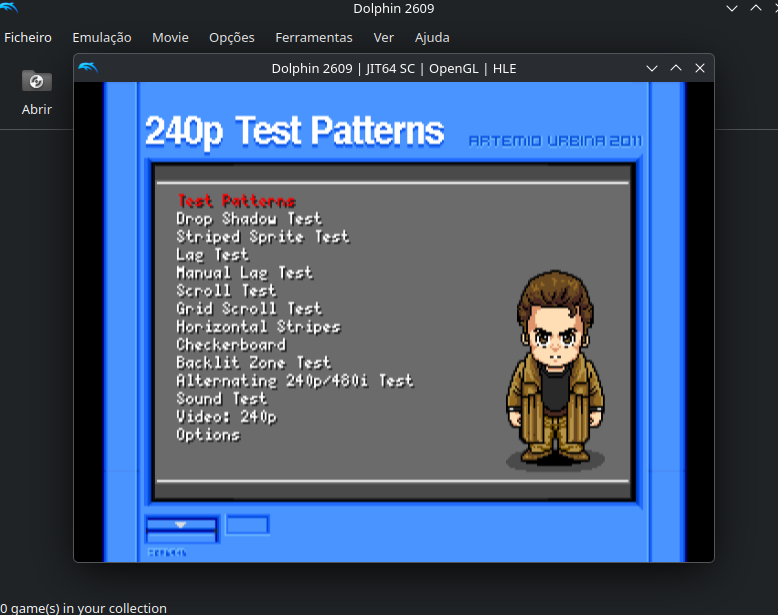 Dolphin 2609
Ficheiro Emulação Movie Opções Ferramentas Ver Ajuda
Dolphin 2609 | JIT64 SC | OpenGL | HLE
Abrir
240p Test Patterns
ARTEMIO URBINA 2011
Test Patterns
Drop Shadow Test
Striped Sprite Test
Lag Test
Manual Lag Test
Scroll Test
Grid Scroll Test
Horizontal Stripes
Checkerboard
Backlit Zone Test
Alternating 240p/480i Test
Sound Test
Video: 240p
Options
0 game(s) in your collection